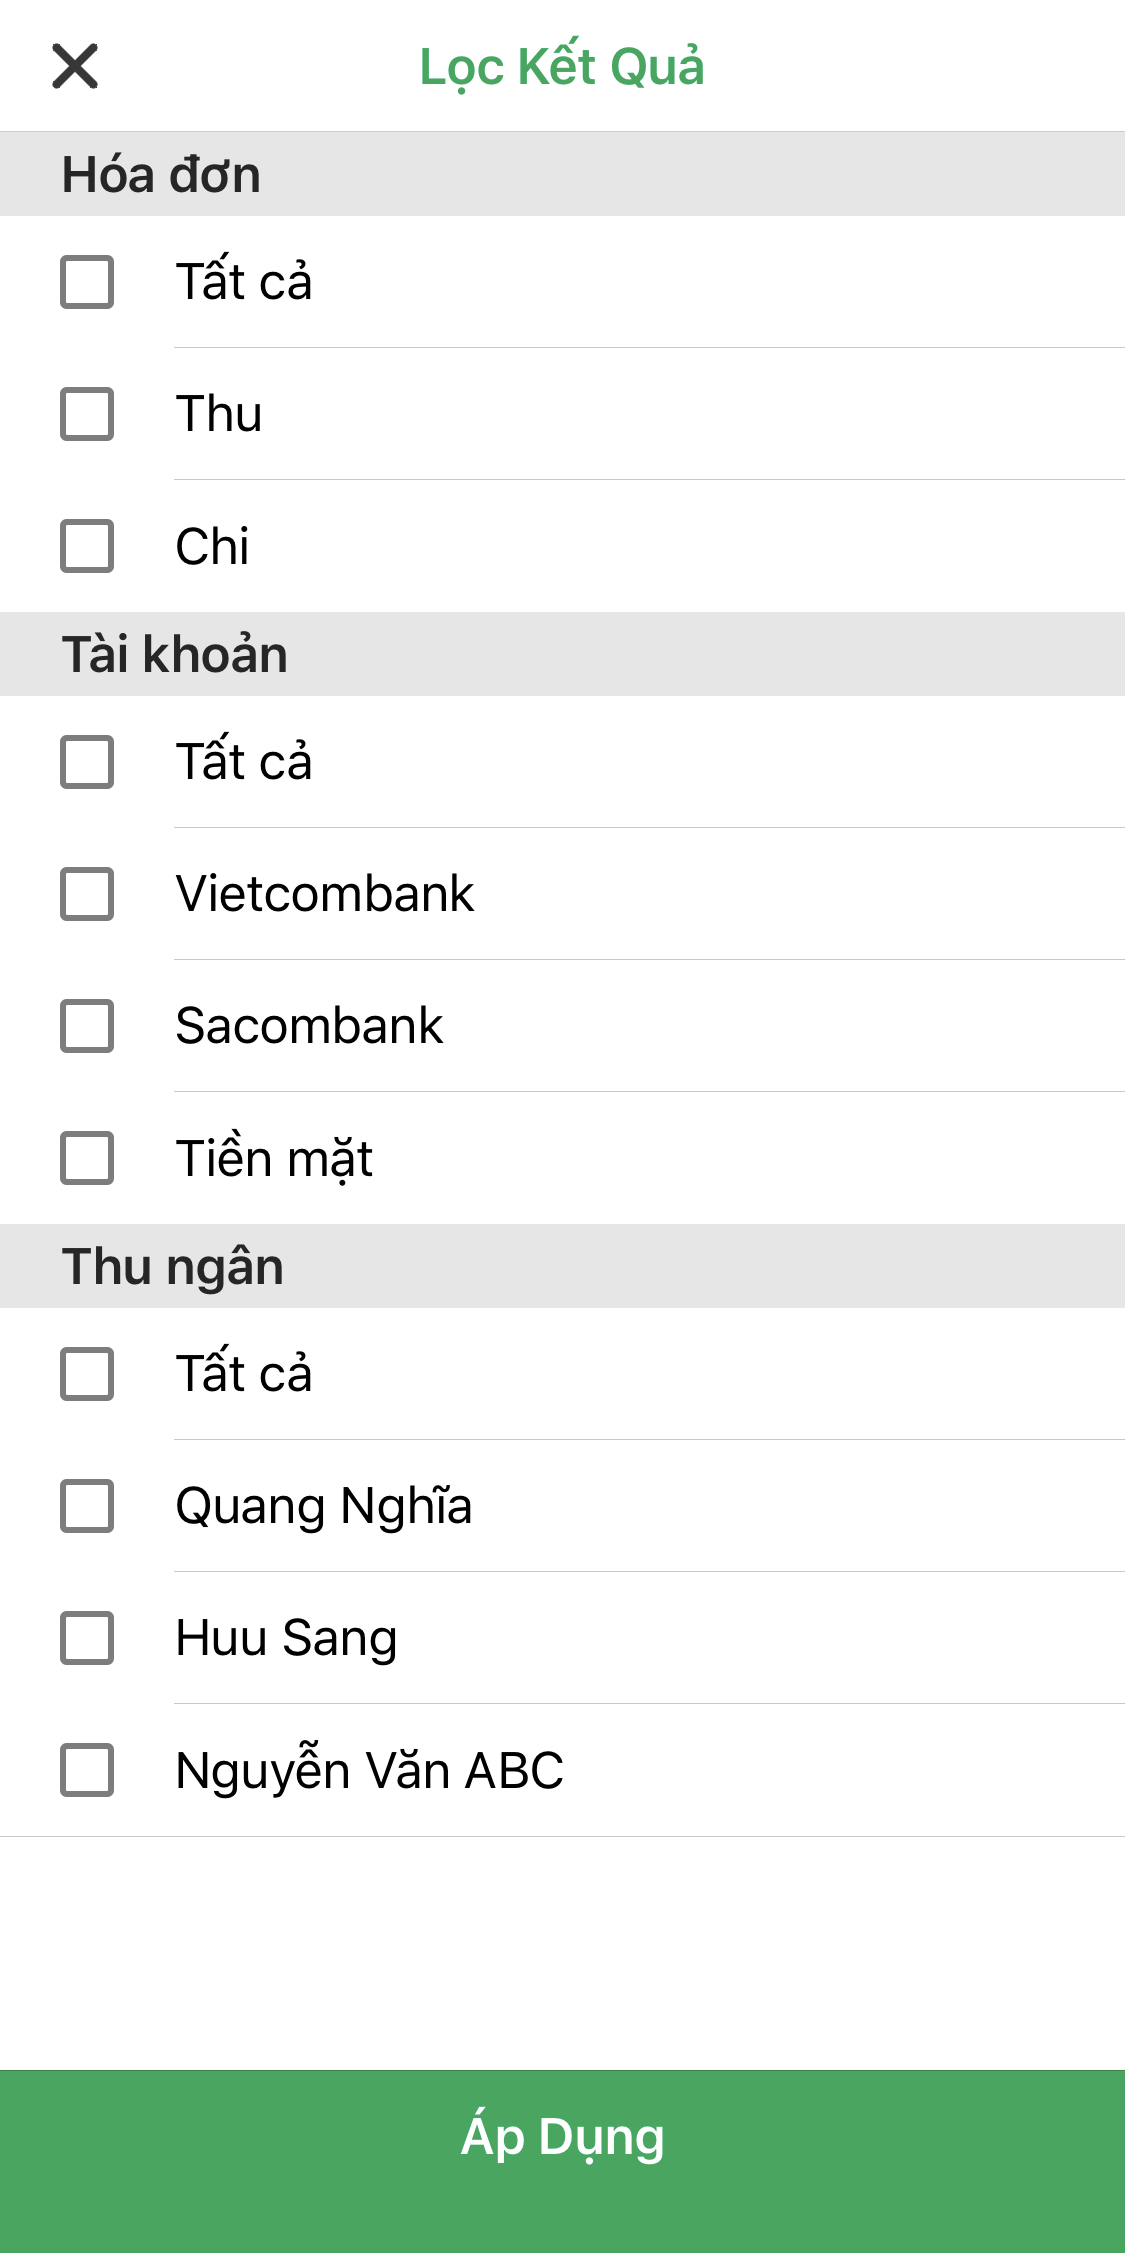 Lọc Kết Quả
Hóa đơn
Tất cả
Thu
Chi
Tài khoản
Tất cả
Vietcombank
Sacombank
Tiền mặt
Thu ngân
Tất cả
Quang Nghĩa
Huu Sang
Nguyễn Văn ABC
Áp Dụng